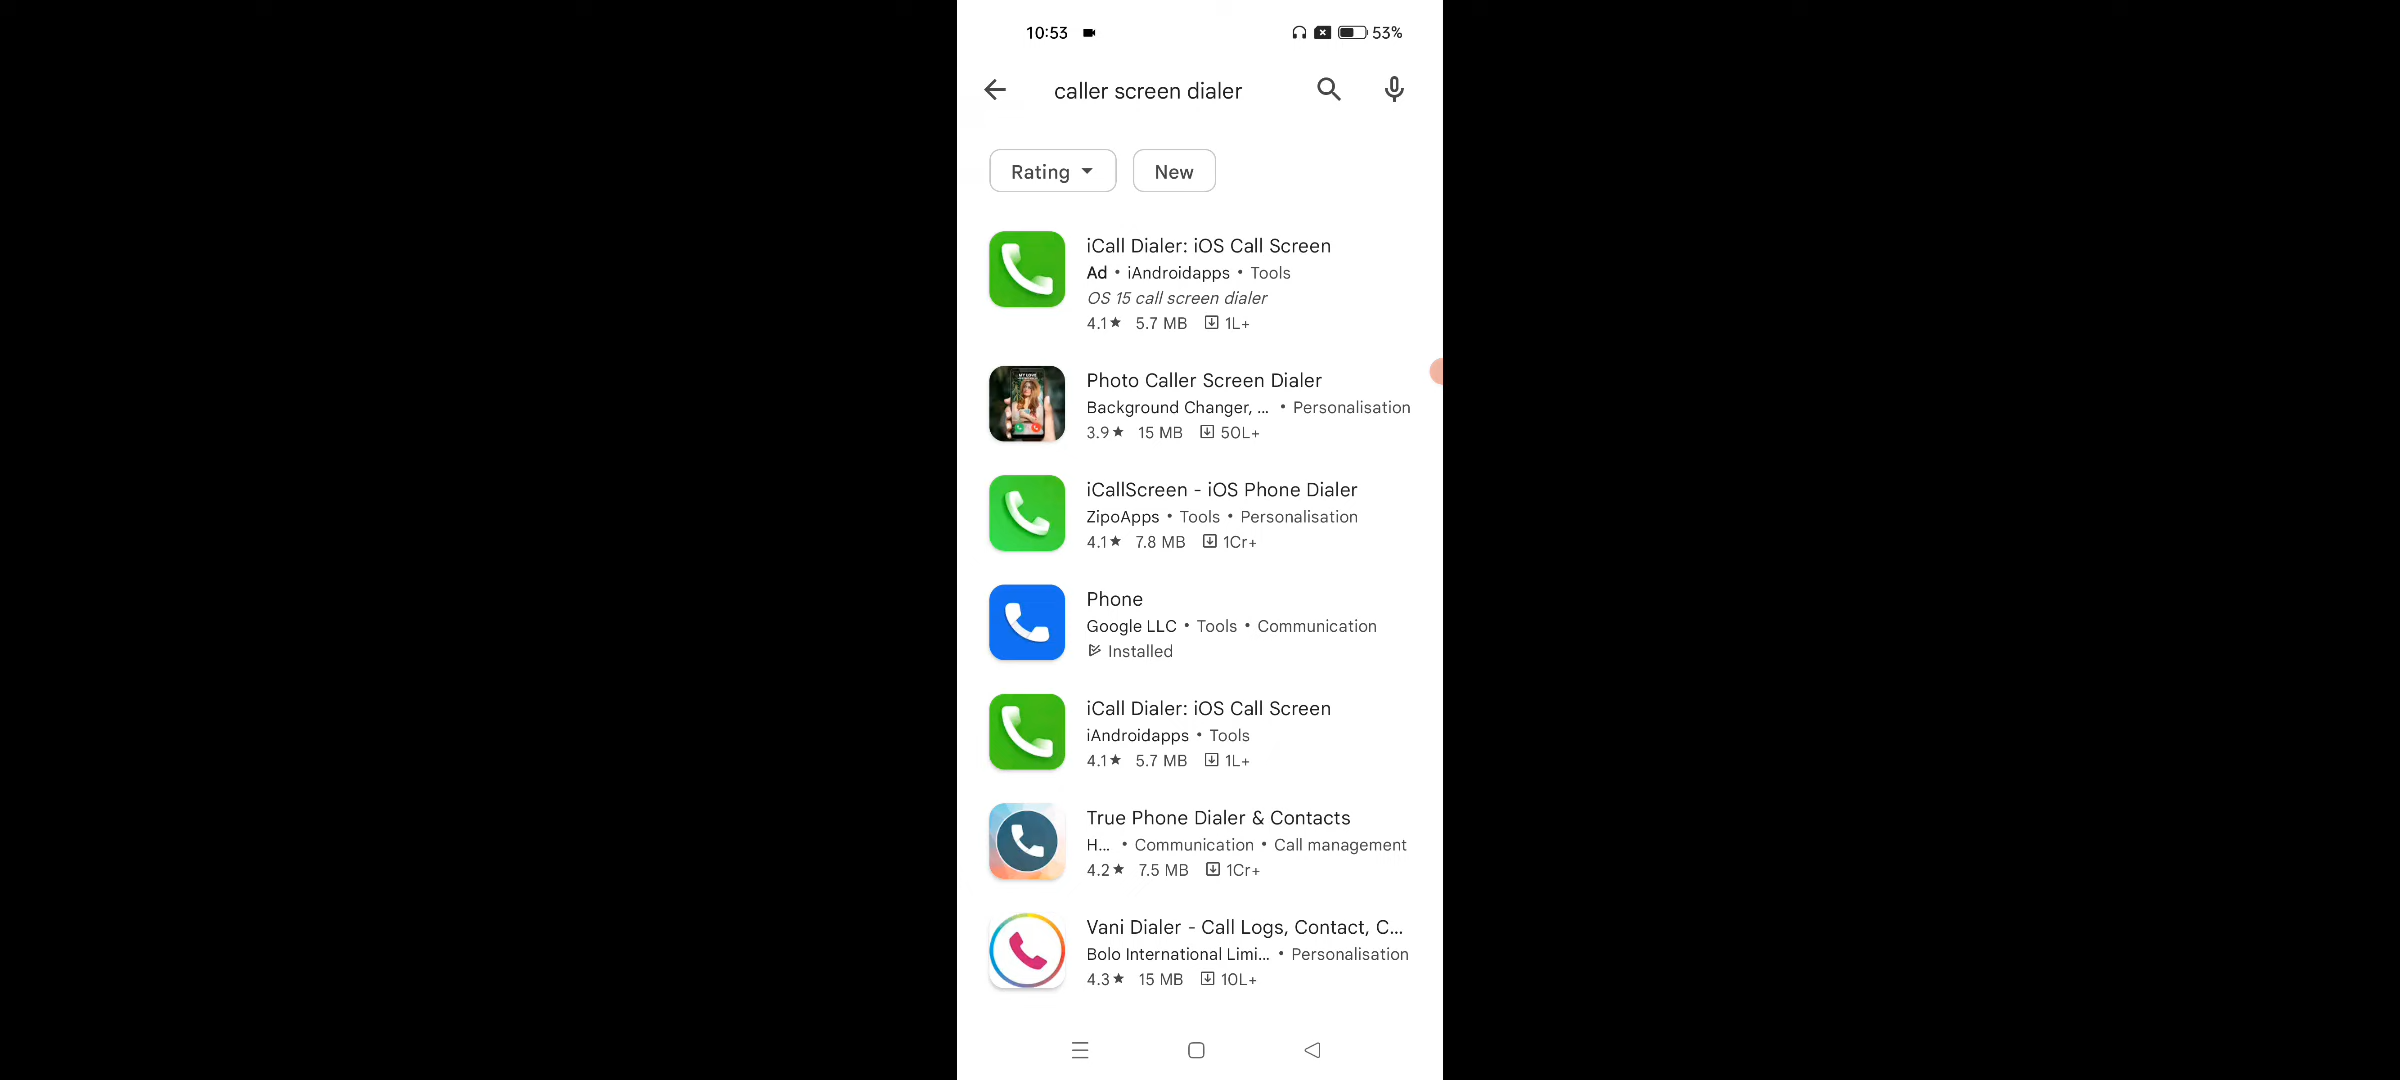 10:53 53%
caller screen dialer
Rating New
iCall Dialer: iOS Call Screen
Ad • iAndroidapps • Tools
OS 15 call screen dialer
4.1★ 5.7 MB 1L+
MY LOVE
Photo Caller Screen Dialer
Background Changer, ... • Personalisation
3.9★ 15 MB 50L+
iCallScreen - iOS Phone Dialer
ZipoApps • Tools • Personalisation
4.1★ 7.8 MB 1Cr+
Phone
Google LLC • Tools • Communication
Installed
iCall Dialer: iOS Call Screen
iAndroidapps • Tools
4.1★ 5.7 MB 1L+
True Phone Dialer & Contacts
H... • Communication • Call management
4.2★ 7.5 MB 1Cr+
Vani Dialer - Call Logs, Contact, C...
Bolo International Limi... • Personalisation
4.3★ 15 MB 10L+